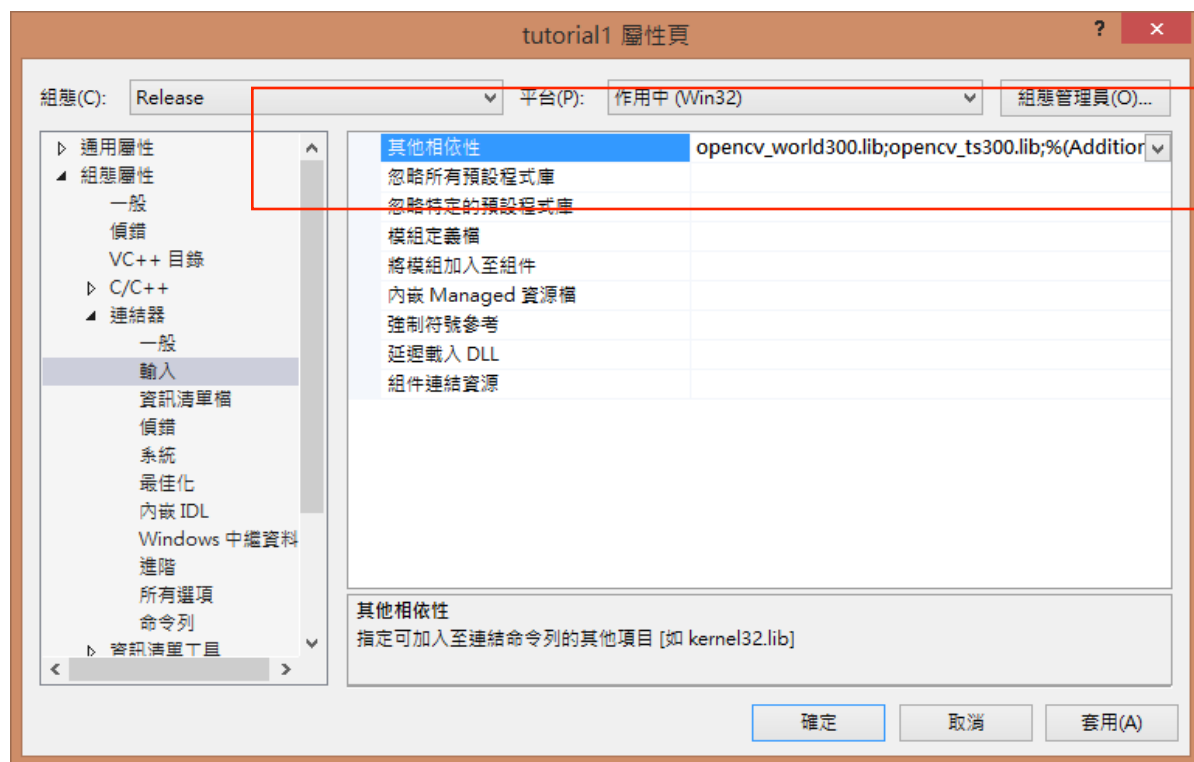 tutorial1 屬性頁
? ×
組態(C): Release 平台(P): 作用中 (Win32) 組態管理員(O)...
通用屬性
組態屬性
一般
偵錯
VC++ 目錄
C/C++
連結器
一般
輸入
資訊清單檔
偵錯
系統
最佳化
內嵌 IDL
Windows 中繼資料
進階
所有選項
命令列
資訊清單工具
其他相依性 opencv_world300.lib;opencv_ts300.lib;%(Addition
忽略所有預設程式庫
忽略特定的預設程式庫
模組定義檔
將模組加入至組件
內嵌 Managed 資源檔
強制符號參考
延遲載入 DLL
組件連結資源
其他相依性
指定可加入至連結命令列的其他項目 [如 kernel32.lib]
確定 取消 套用(A)